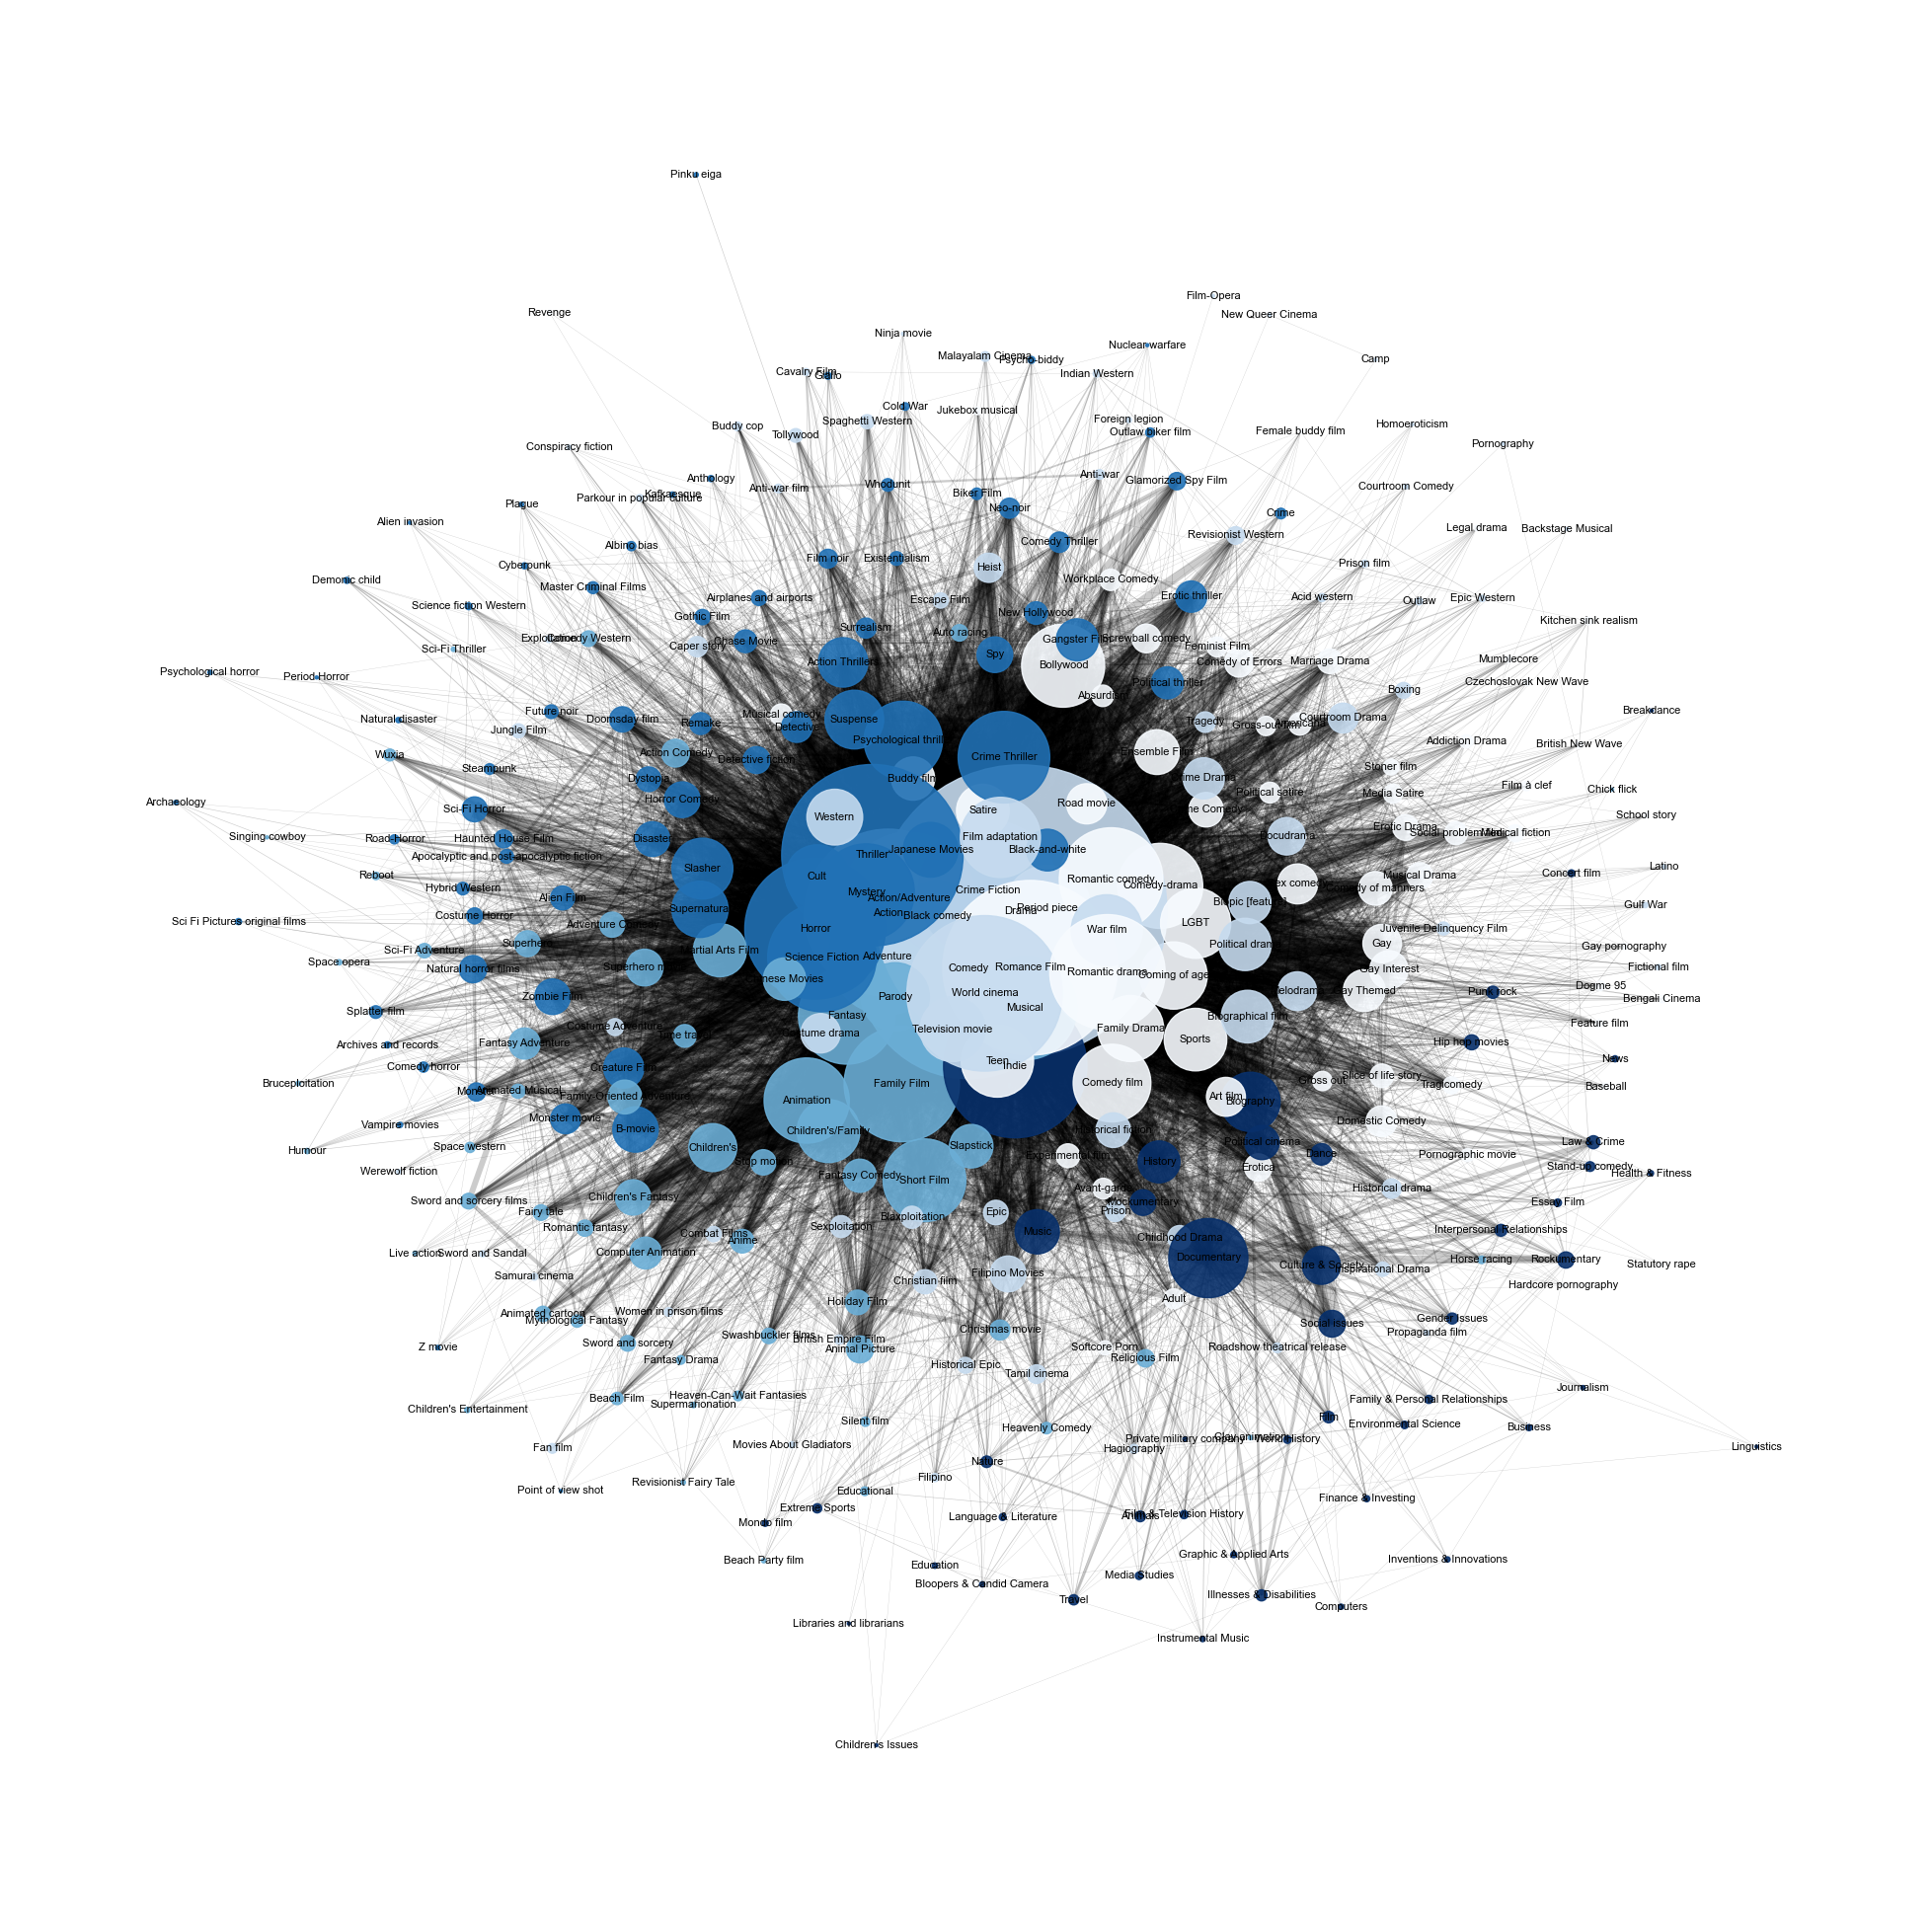 Pinku eiga
Film-Opera
Revenge
New Queer Cinema
Ninja movie
Nuclear warfare
Malayalam Cinema
Psycho-biddy
Camp
Cavalry Film
Giallo
Indian Western
Cold War
Jukebox musical
Spaghetti Western
Foreign legion
Homoeroticism
Buddy cop
Tollywood
Outlaw biker film
Female buddy film
Pornography
Conspiracy fiction
Anti-war
Anthology
Glamorized Spy Film
Whodunit
Anti-war film
Courtroom Comedy
Kafkaesque
Parkour in popular culture
Biker Film
Plague
Neo-noir
Crime
Alien invasion
Legal drama
Backstage Musical
Revisionist Western
Albino bias
Comedy Thriller
Film noir
Existentialism
Prison film
Cyberpunk
Heist
Demonic child
Workplace Comedy
Master Criminal Films
Airplanes and airports
Erotic thriller
Acid western
Epic Western
Escape Film
Outlaw
Science fiction Western
New Hollywood
Gothic Film
Kitchen sink realism
Surrealism
Auto racing
Exploitation
Comedy Western
Chase Movie
Gangster Film
Screwball comedy
Caper story
Feminist Film
Sci-Fi Thriller
Spy
Action Thrillers
Bollywood
Comedy of Errors
Marriage Drama
Mumblecore
Psychological horror
Period Horror
Political thriller
Czechoslovak New Wave
Boxing
Absurdism
Future noir
Breakdance
Natural disaster
Doomsday film
Remake
Musical comedy
Suspense
Tragedy
Gross-out film
Americana
Courtroom Drama
Jungle Film
Detective
Psychological thriller
Addiction Drama
British New Wave
Wuxia
Action Comedy
Detective fiction
Crime Thriller
Ensemble Film
Steampunk
Stoner film
Dystopia
Buddy film
Crime Drama
Film à clef
Chick flick
Archaeology
Horror Comedy
Political satire
Media Satire
Sci-Fi Horror
Western
Satire
Road movie
School story
Erotic Drama
Singing cowboy
Road-Horror
Haunted House Film
Disaster
Film adaptation
Docudrama
Social problem film
Medical fiction
Apocalyptic and post-apocalyptic fiction
Thriller
Japanese Movies
Black-and-white
Slasher
Latino
Reboot
Cult
Romantic comedy
Musical Drama
Concert film
Hybrid Western
Mystery
Crime Fiction
Comedy-drama
Sex comedy
Comedy of manners
Alien Film
Action/Adventure
Biopic [feature]
Gulf War
Supernatural
Action
Drama
Period piece
Costume Horror
Black comedy
Sci Fi Pictures original films
Adventure Comedy
Horror
War film
LGBT
Juvenile Delinquency Film
Superhero
Political drama
Gay
Gay pornography
Sci-Fi Adventure
Martial Arts Film
Science Fiction
Adventure
Space opera
Superhero movie
Comedy
Romance Film
Romantic drama
Coming of age
Gay Interest
Fictional film
Natural horror films
Chinese Movies
Dogme 95
Zombie Film
Parody
World cinema
Melodrama
Gay Themed
Punk rock
Bengali Cinema
Splatter film
Musical
Fantasy
Biographical film
Feature film
Costume Adventure
Costume drama
Television movie
Family Drama
Sports
Time travel
Archives and records
Fantasy Adventure
Hip hop movies
Teen
News
Comedy horror
Creature Film
Indie
Bruceploitation
Family Film
Comedy film
Gross out
Slice of life story
Tragicomedy
Baseball
Monster
Animated Musical
Family-Oriented Adventure
Animation
Art film
Biography
Vampire movies
Monster movie
B-movie
Children's/Family
Historical fiction
Domestic Comedy
Space western
Children's
Slapstick
Political cinema
Law & Crime
Humour
Experimental film
Dance
Pornographic movie
Stop motion
History
Erotica
Stand-up comedy
Werewolf fiction
Fantasy Comedy
Short Film
Health & Fitness
Avant-garde
Historical drama
Sword and sorcery films
Children's Fantasy
Mockumentary
Essay Film
Fairy tale
Blaxploitation
Epic
Prison
Romantic fantasy
Sexploitation
Music
Interpersonal Relationships
Combat Films
Anime
Childhood Drama
Live action
Sword and Sandal
Computer Animation
Documentary
Horse racing
Rockumentary
Culture & Society
Inspirational Drama
Statutory rape
Samurai cinema
Christian film
Filipino Movies
Hardcore pornography
Adult
Holiday Film
Animated cartoon
Women in prison films
Mythological Fantasy
Gender Issues
Social issues
Christmas movie
Propaganda film
Swashbuckler films
British Empire Film
Sword and sorcery
Z movie
Animal Picture
Softcore Porn
Roadshow theatrical release
Fantasy Drama
Historical Epic
Religious Film
Tamil cinema
Journalism
Beach Film
Heaven-Can-Wait Fantasies
Family & Personal Relationships
Supermarionation
Children's Entertainment
Film
Silent film
Environmental Science
Business
Heavenly Comedy
Private military company
Clay animation
World History
Fan film
Movies About Gladiators
Hagiography
Linguistics
Nature
Revisionist Fairy Tale
Filipino
Point of view shot
Educational
Finance & Investing
Extreme Sports
Language & Literature
Animals
Film & Television History
Mondo film
Graphic & Applied Arts
Beach Party film
Inventions & Innovations
Education
Media Studies
Bloopers & Candid Camera
Illnesses & Disabilities
Travel
Computers
Libraries and librarians
Instrumental Music
Children's Issues